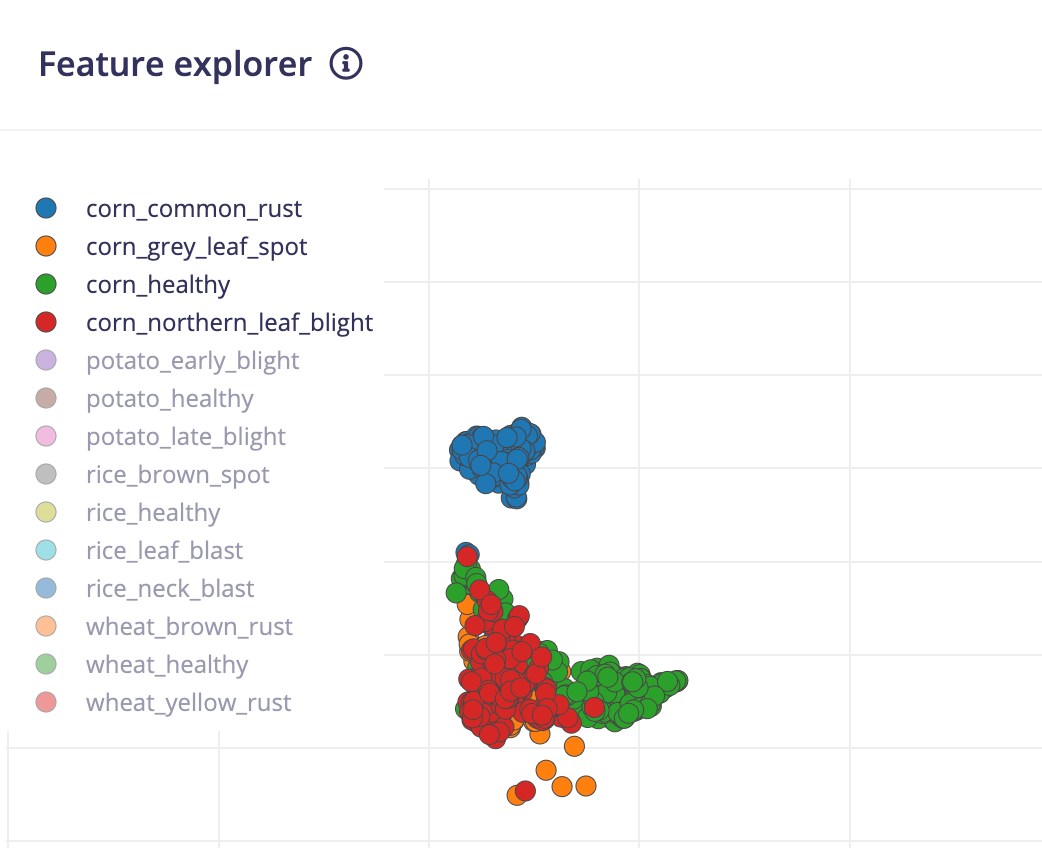 Feature explorer
corn_common_rust
corn_grey_leaf_spot
corn_healthy
corn_northern_leaf_blight
potato_early_blight
potato_healthy
potato_late_blight
rice_brown_spot
rice_healthy
rice_leaf_blast
rice_neck_blast
wheat_brown_rust
wheat_healthy
wheat_yellow_rust